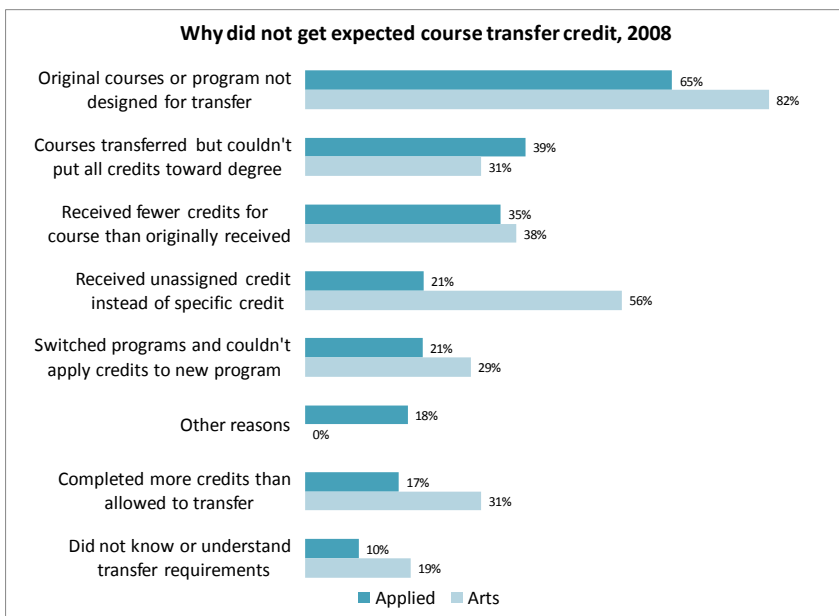 Why did not get expected course transfer credit, 2008
Original courses or program not
designed for transfer
65%
82%
Courses transferred but couldn't
put all credits toward degree
39%
31%
Received fewer credits for
course than originally received
35%
38%
Received unassigned credit
instead of specific credit
21%
56%
Switched programs and couldn't
apply credits to new program
21%
29%
Other reasons
18%
0%
Completed more credits than
allowed to transfer
17%
31%
Did not know or understand
transfer requirements
10%
19%
Applied Arts